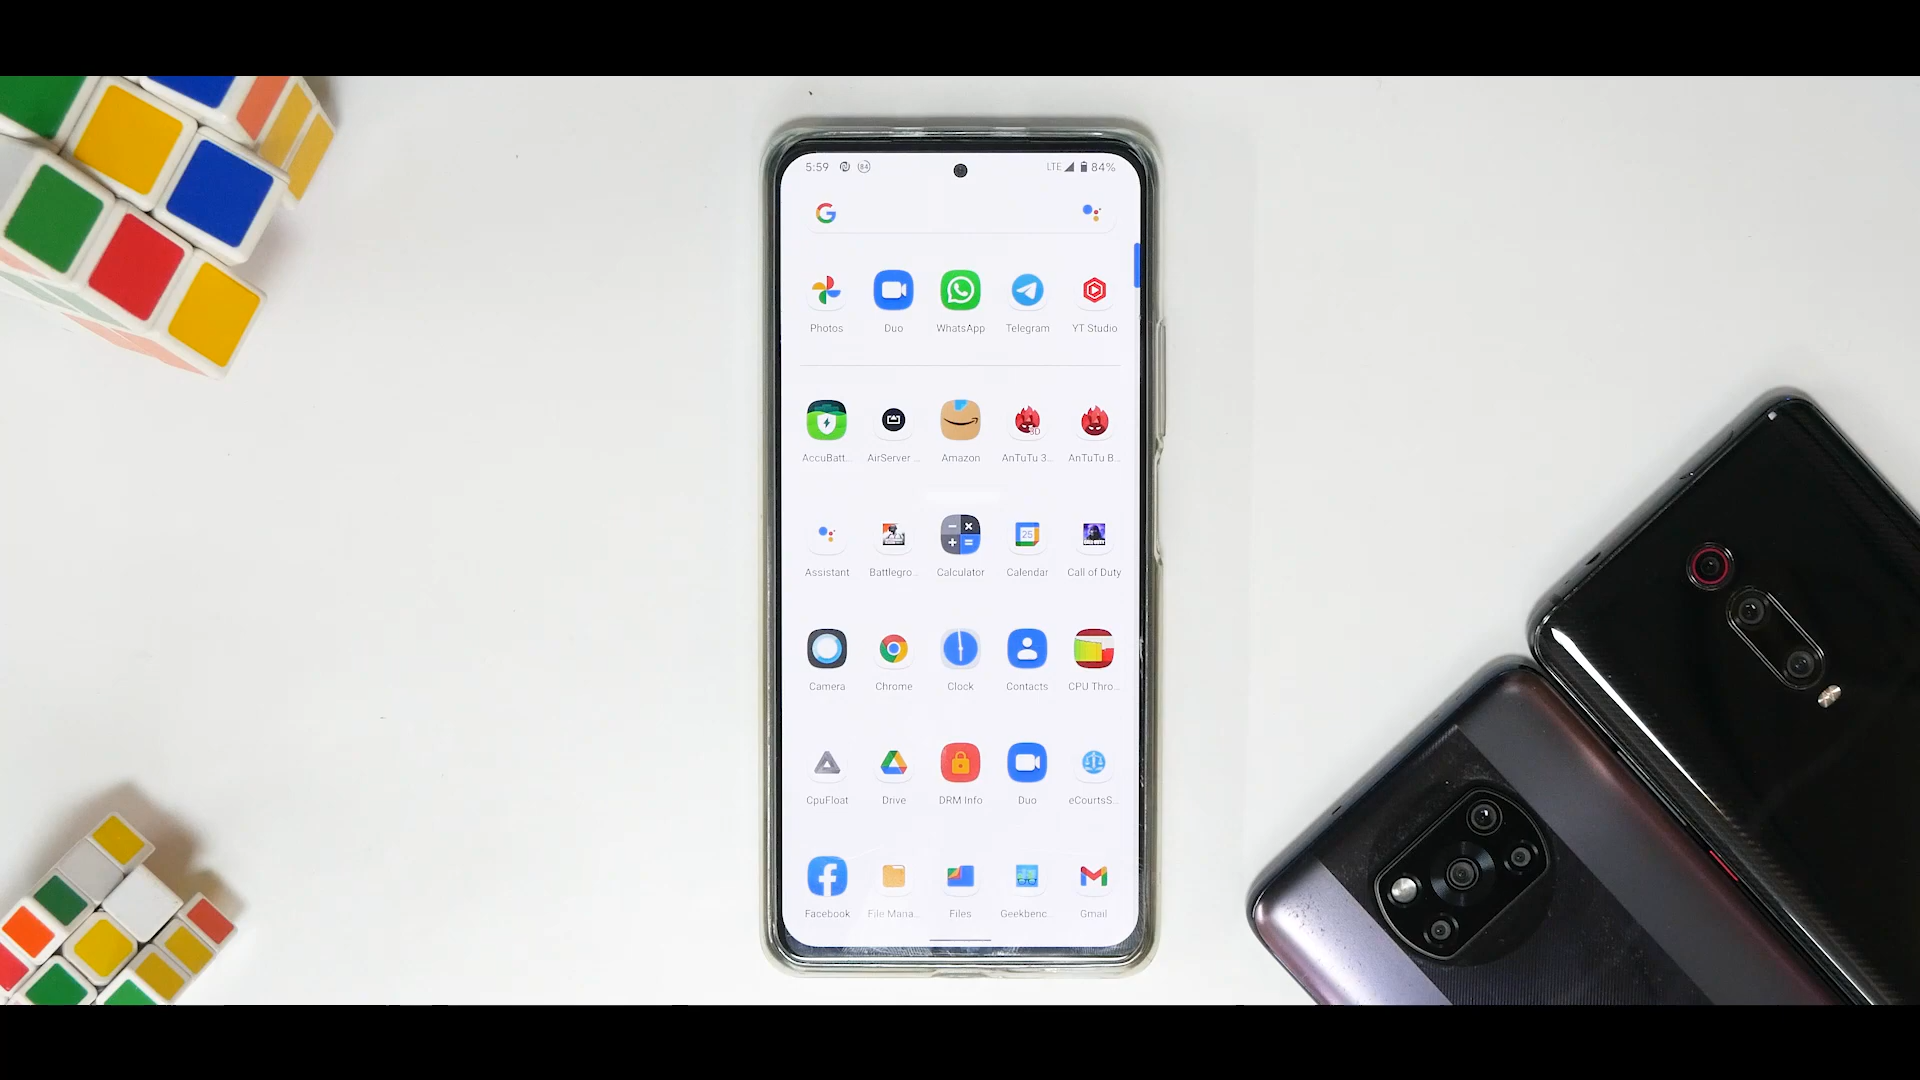 5:59 84 LTE 84%
G
Photos Duo WhatsApp Telegram YT Studio
AccuBatt... AirServer ... Amazon AnTuTu 3... AnTuTu B...
Assistant Battlegro... Calculator Calendar Call of Duty
25
Camera Chrome Clock Contacts CPU Thro...
CpuFloat Drive DRM Info Duo eCourtsS...
Facebook File Mana... Files Geekbenc... Gmail